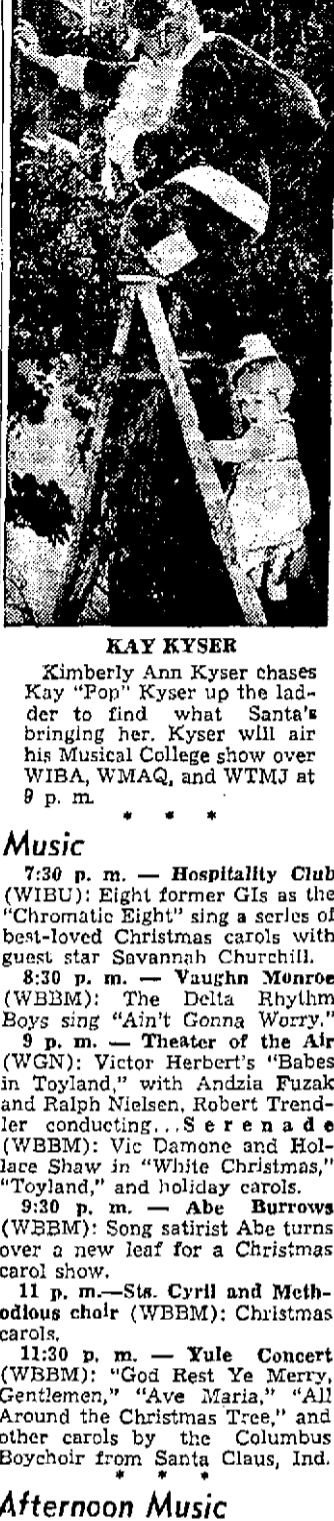 KAY KYSER
Kimberly Ann Kyser chases
Kay "Pop" Kyser up the lad-
der to find what Santa's
bringing her. Kyser will air
his Musical College show over
WIBA, WMAQ, and WTMJ at
9 p. m.
* * *
Music
7:30 p. m. — Hospitality Club
(WIBU): Eight former GIs as the
"Chromatic Eight" sing a series of
best-loved Christmas carols with
guest star Savannah Churchill.
8:30 p. m. — Vaughn Monroe
(WBBM): The Delta Rhythm
Boys sing "Ain't Gonna Worry."
9 p. m. — Theater of the Air
(WGN): Victor Herbert's "Babes
in Toyland," with Andzia Fuzak
and Ralph Nielsen, Robert Trend-
ler conducting...Serenade
(WBBM): Vic Damone and Hol-
lace Shaw in "White Christmas,"
"Toyland," and holiday carols.
9:30 p. m. — Abe Burrows
(WBBM): Song satirist Abe turns
over a new leaf for a Christmas
carol show.
11 p. m.—Sts. Cyril and Meth-
odious choir (WBBM): Christmas
carols.
11:30 p. m. — Yule Concert
(WBBM): "God Rest Ye Merry,
Gentlemen," "Ave Maria," "All
Around the Christmas Tree," and
other carols by the Columbus
Boychoir from Santa Claus, Ind.
* * *
Afternoon Music